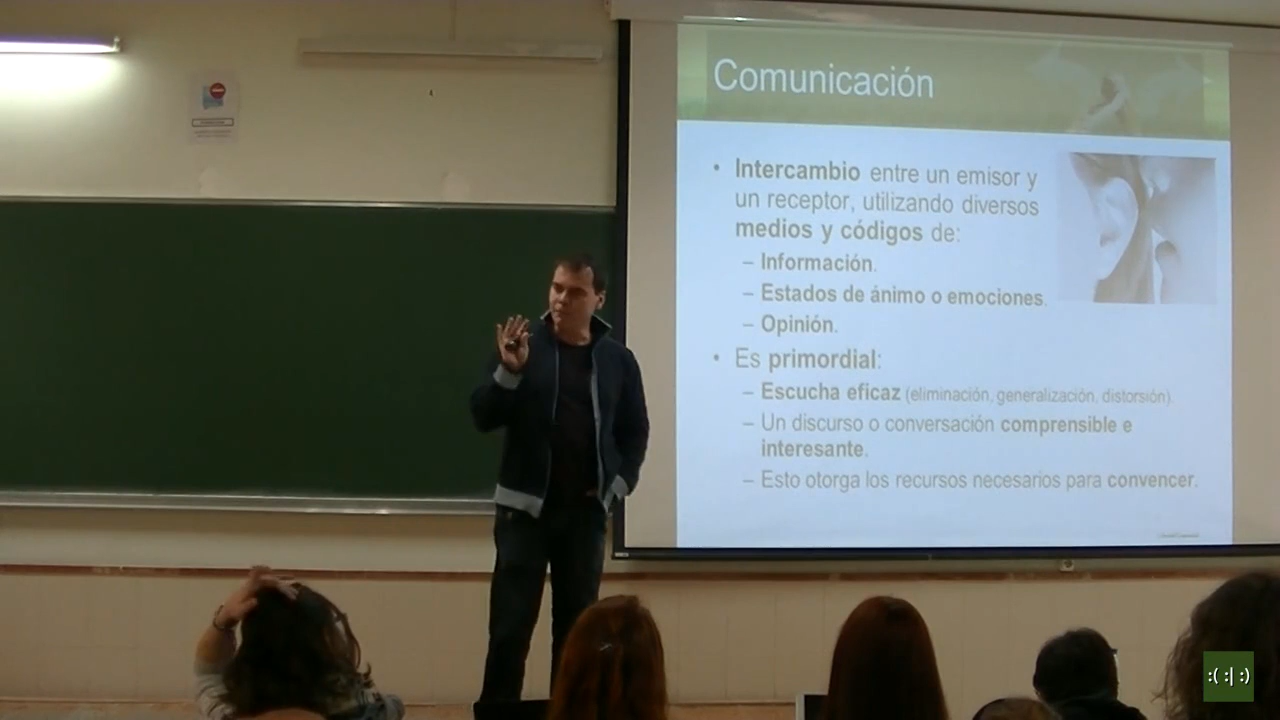 Comunicación
• Intercambio entre un emisor y
un receptor, utilizando diversos
medios y códigos de:
– Información.
– Estados de ánimo o emociones.
– Opinión.
• Es primordial:
– Escucha eficaz (eliminación, generalización, distorsión).
– Un discurso o conversación comprensible e
interesante.
– Esto otorga los recursos necesarios para convencer.
:( :| :)